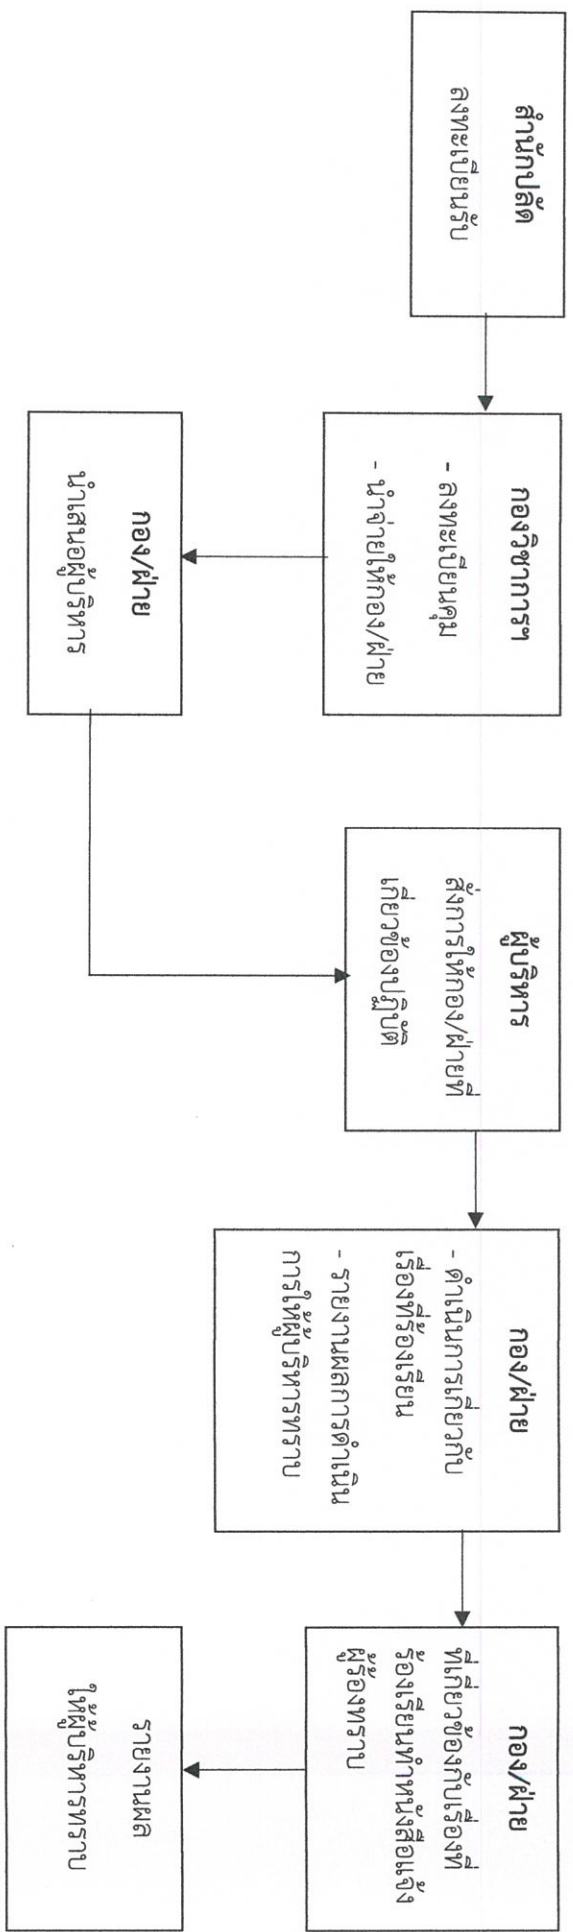 สำนักปลัด
ลงทะเบียนรับ
กองวิชาการฯ
- ลงทะเบียนคุม
- นำจ่ายให้กอง/ฝ่าย
กอง/ฝ่าย
นำเสนอผู้บริหาร
ผู้บริหาร
สั่งการให้กอง/ฝ่ายที่
เกี่ยวข้องปฏิบัติ
กอง/ฝ่าย
- ดำเนินการเกี่ยวกับ
เรื่องที่ร้องเรียน
- รายงานผลการดำเนิน
การให้ผู้บริหารทราบ
กอง/ฝ่าย
ที่เกี่ยวข้องกับเรื่องที่
ร้องเรียนทำหนังสือแจ้ง
ผู้ร้องทราบ
รายงานผล
ให้ผู้บริหารทราบ